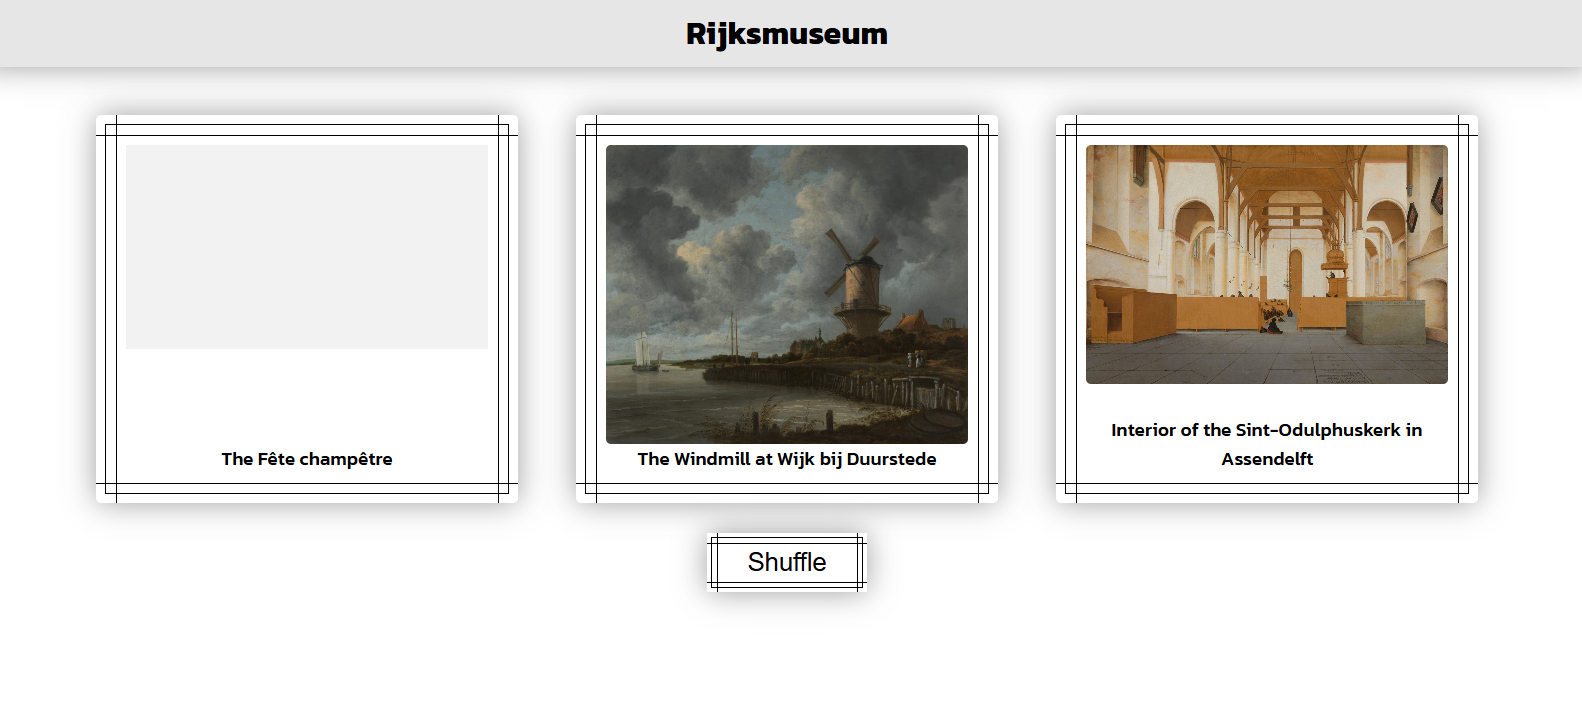 Rijksmuseum
The Fête champêtre
The Windmill at Wijk bij Duurstede
Interior of the Sint-Odulphuskerk in
Assendelft
Shuffle